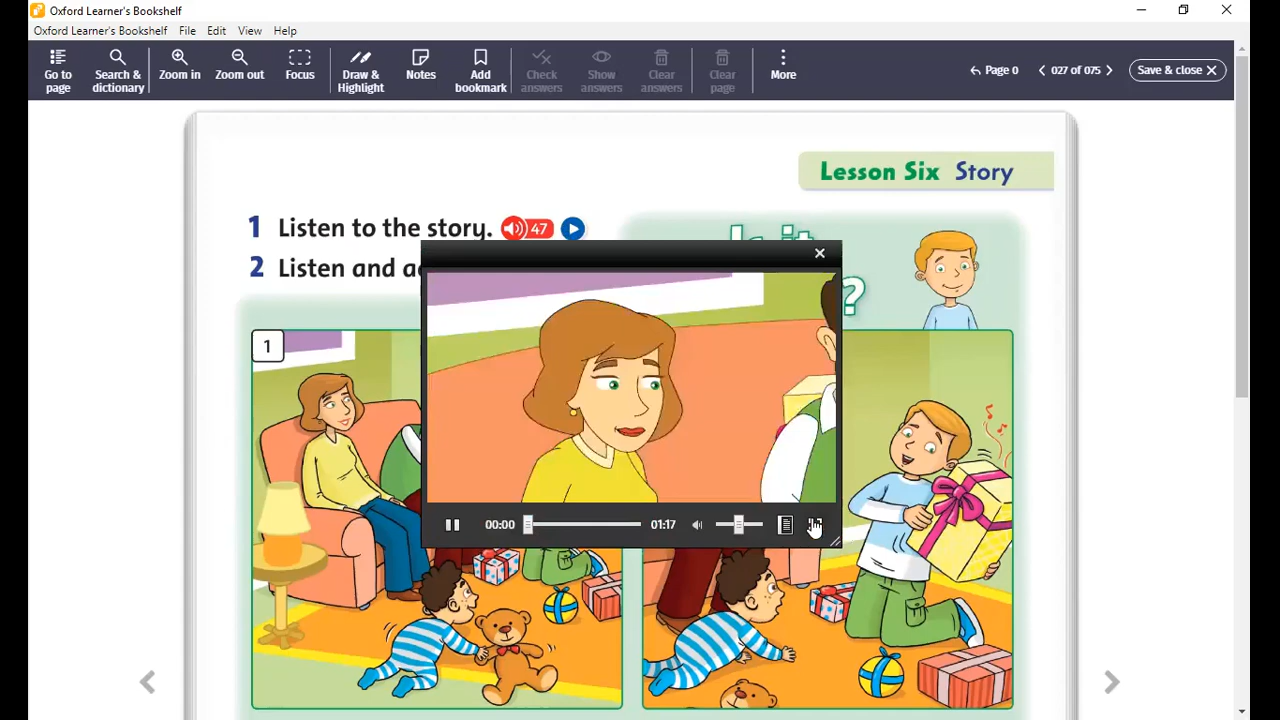 Oxford Learner's Bookshelf
Oxford Learner's Bookshelf File Edit View Help
Go to page
Search & dictionary
Zoom in
Zoom out
Focus
Draw & Highlight
Notes
Add bookmark
Check answers
Show answers
Clear answers
Clear page
More
Page 0
027 of 075
Save & close
Lesson Six Story
1 Listen to the story. 47
2 Listen and
?
1
00:00
01:17